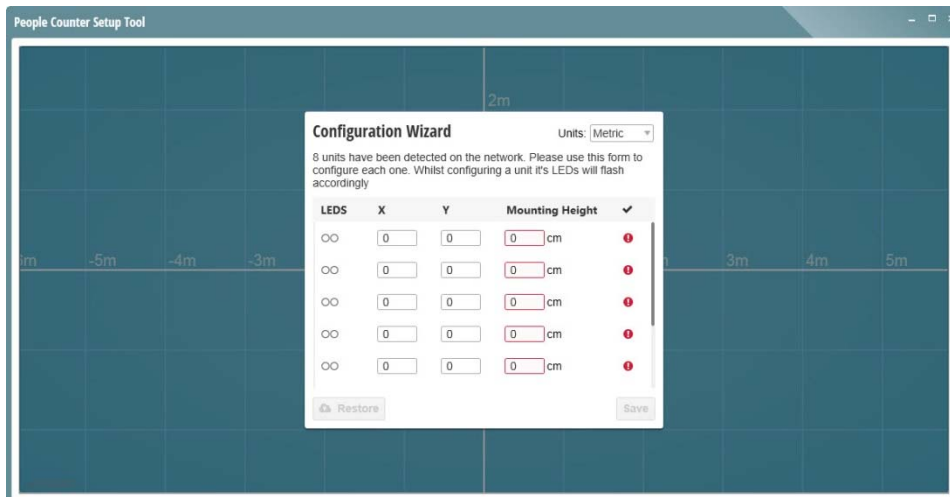 People Counter Setup Tool
2m
Configuration Wizard
Units: Metric
8 units have been detected on the network. Please use this form to
configure each one. Whilst configuring a unit it's LEDs will flash
accordingly
LEDS X Y Mounting Height
0 0 0 cm
0 0 0 cm
-5m -4m -3m 3m 4m 5m
0 0 0 cm
0 0 0 cm
0 0 0 cm
Restore Save